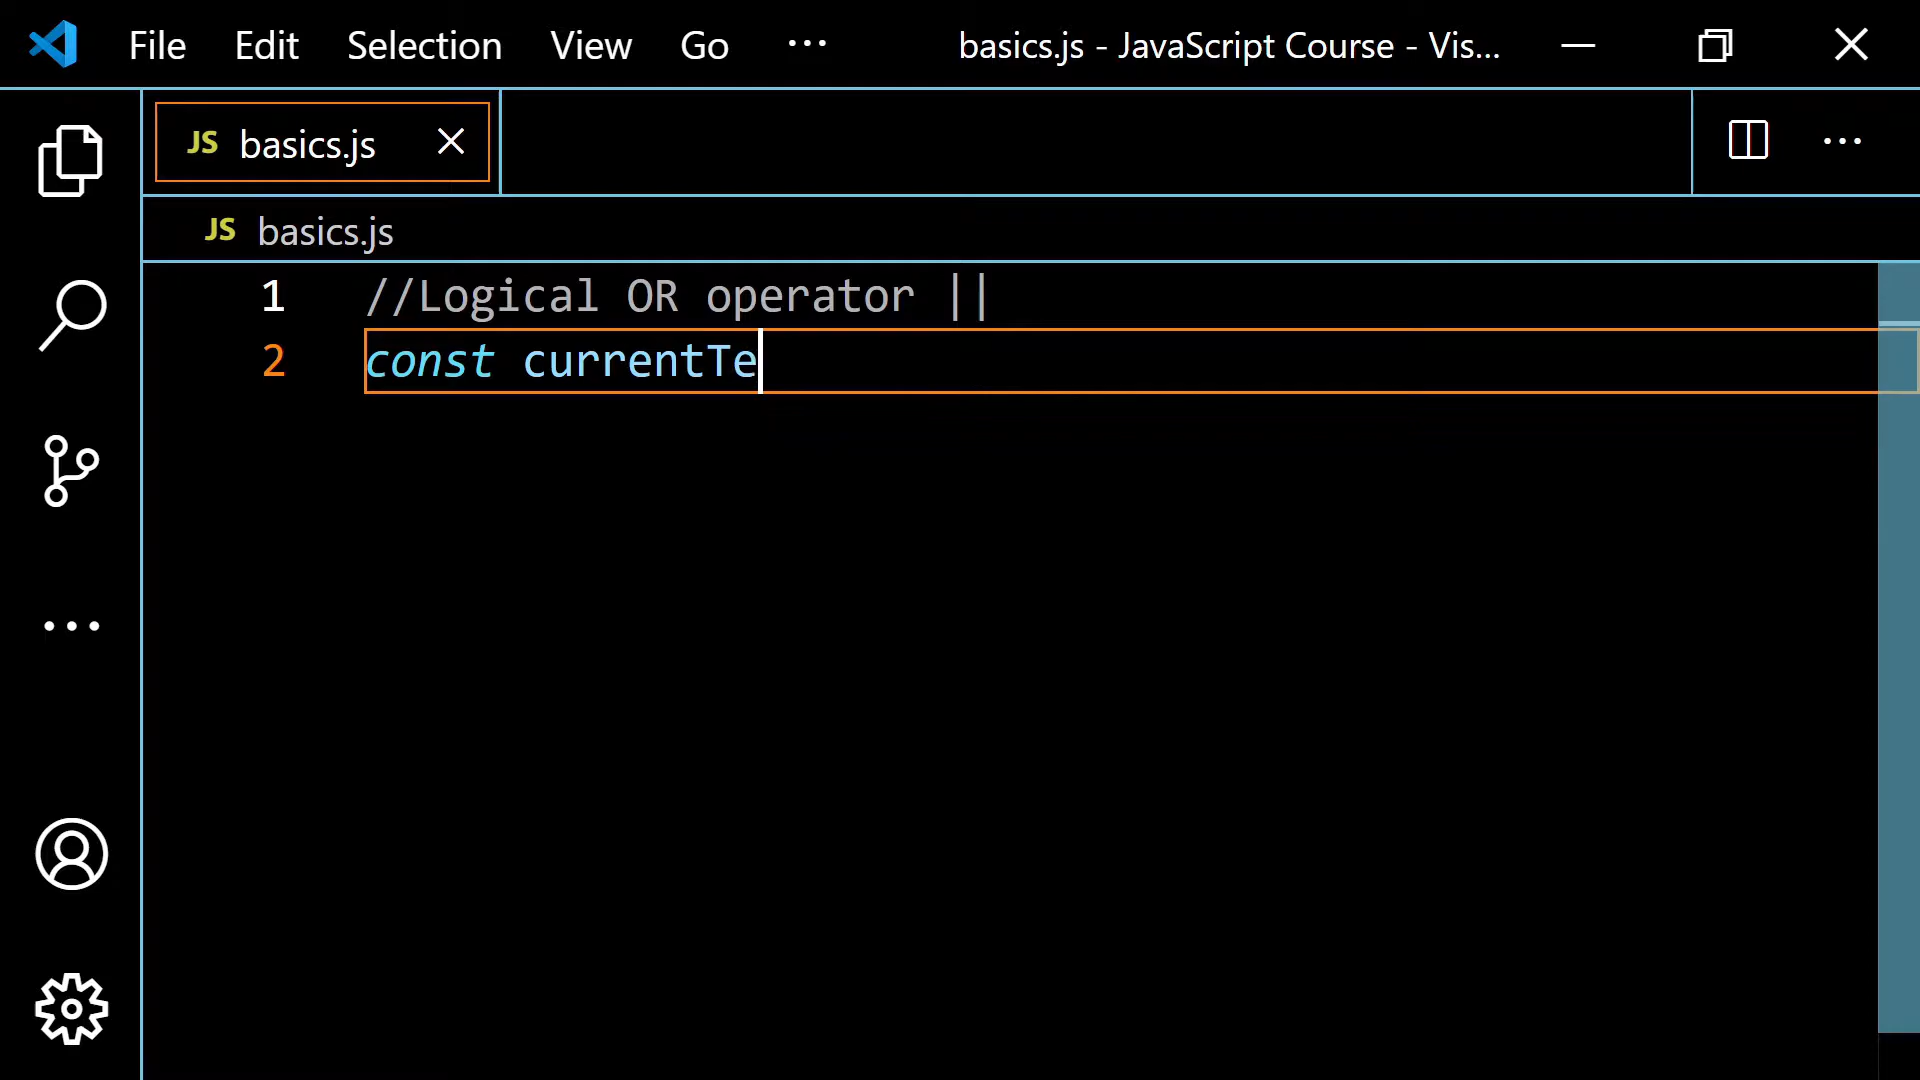 File Edit Selection View Go ··· basics.js - JavaScript Course - Vis...
JS basics.js
JS basics.js
1 //Logical OR operator ||
2 const currentTe